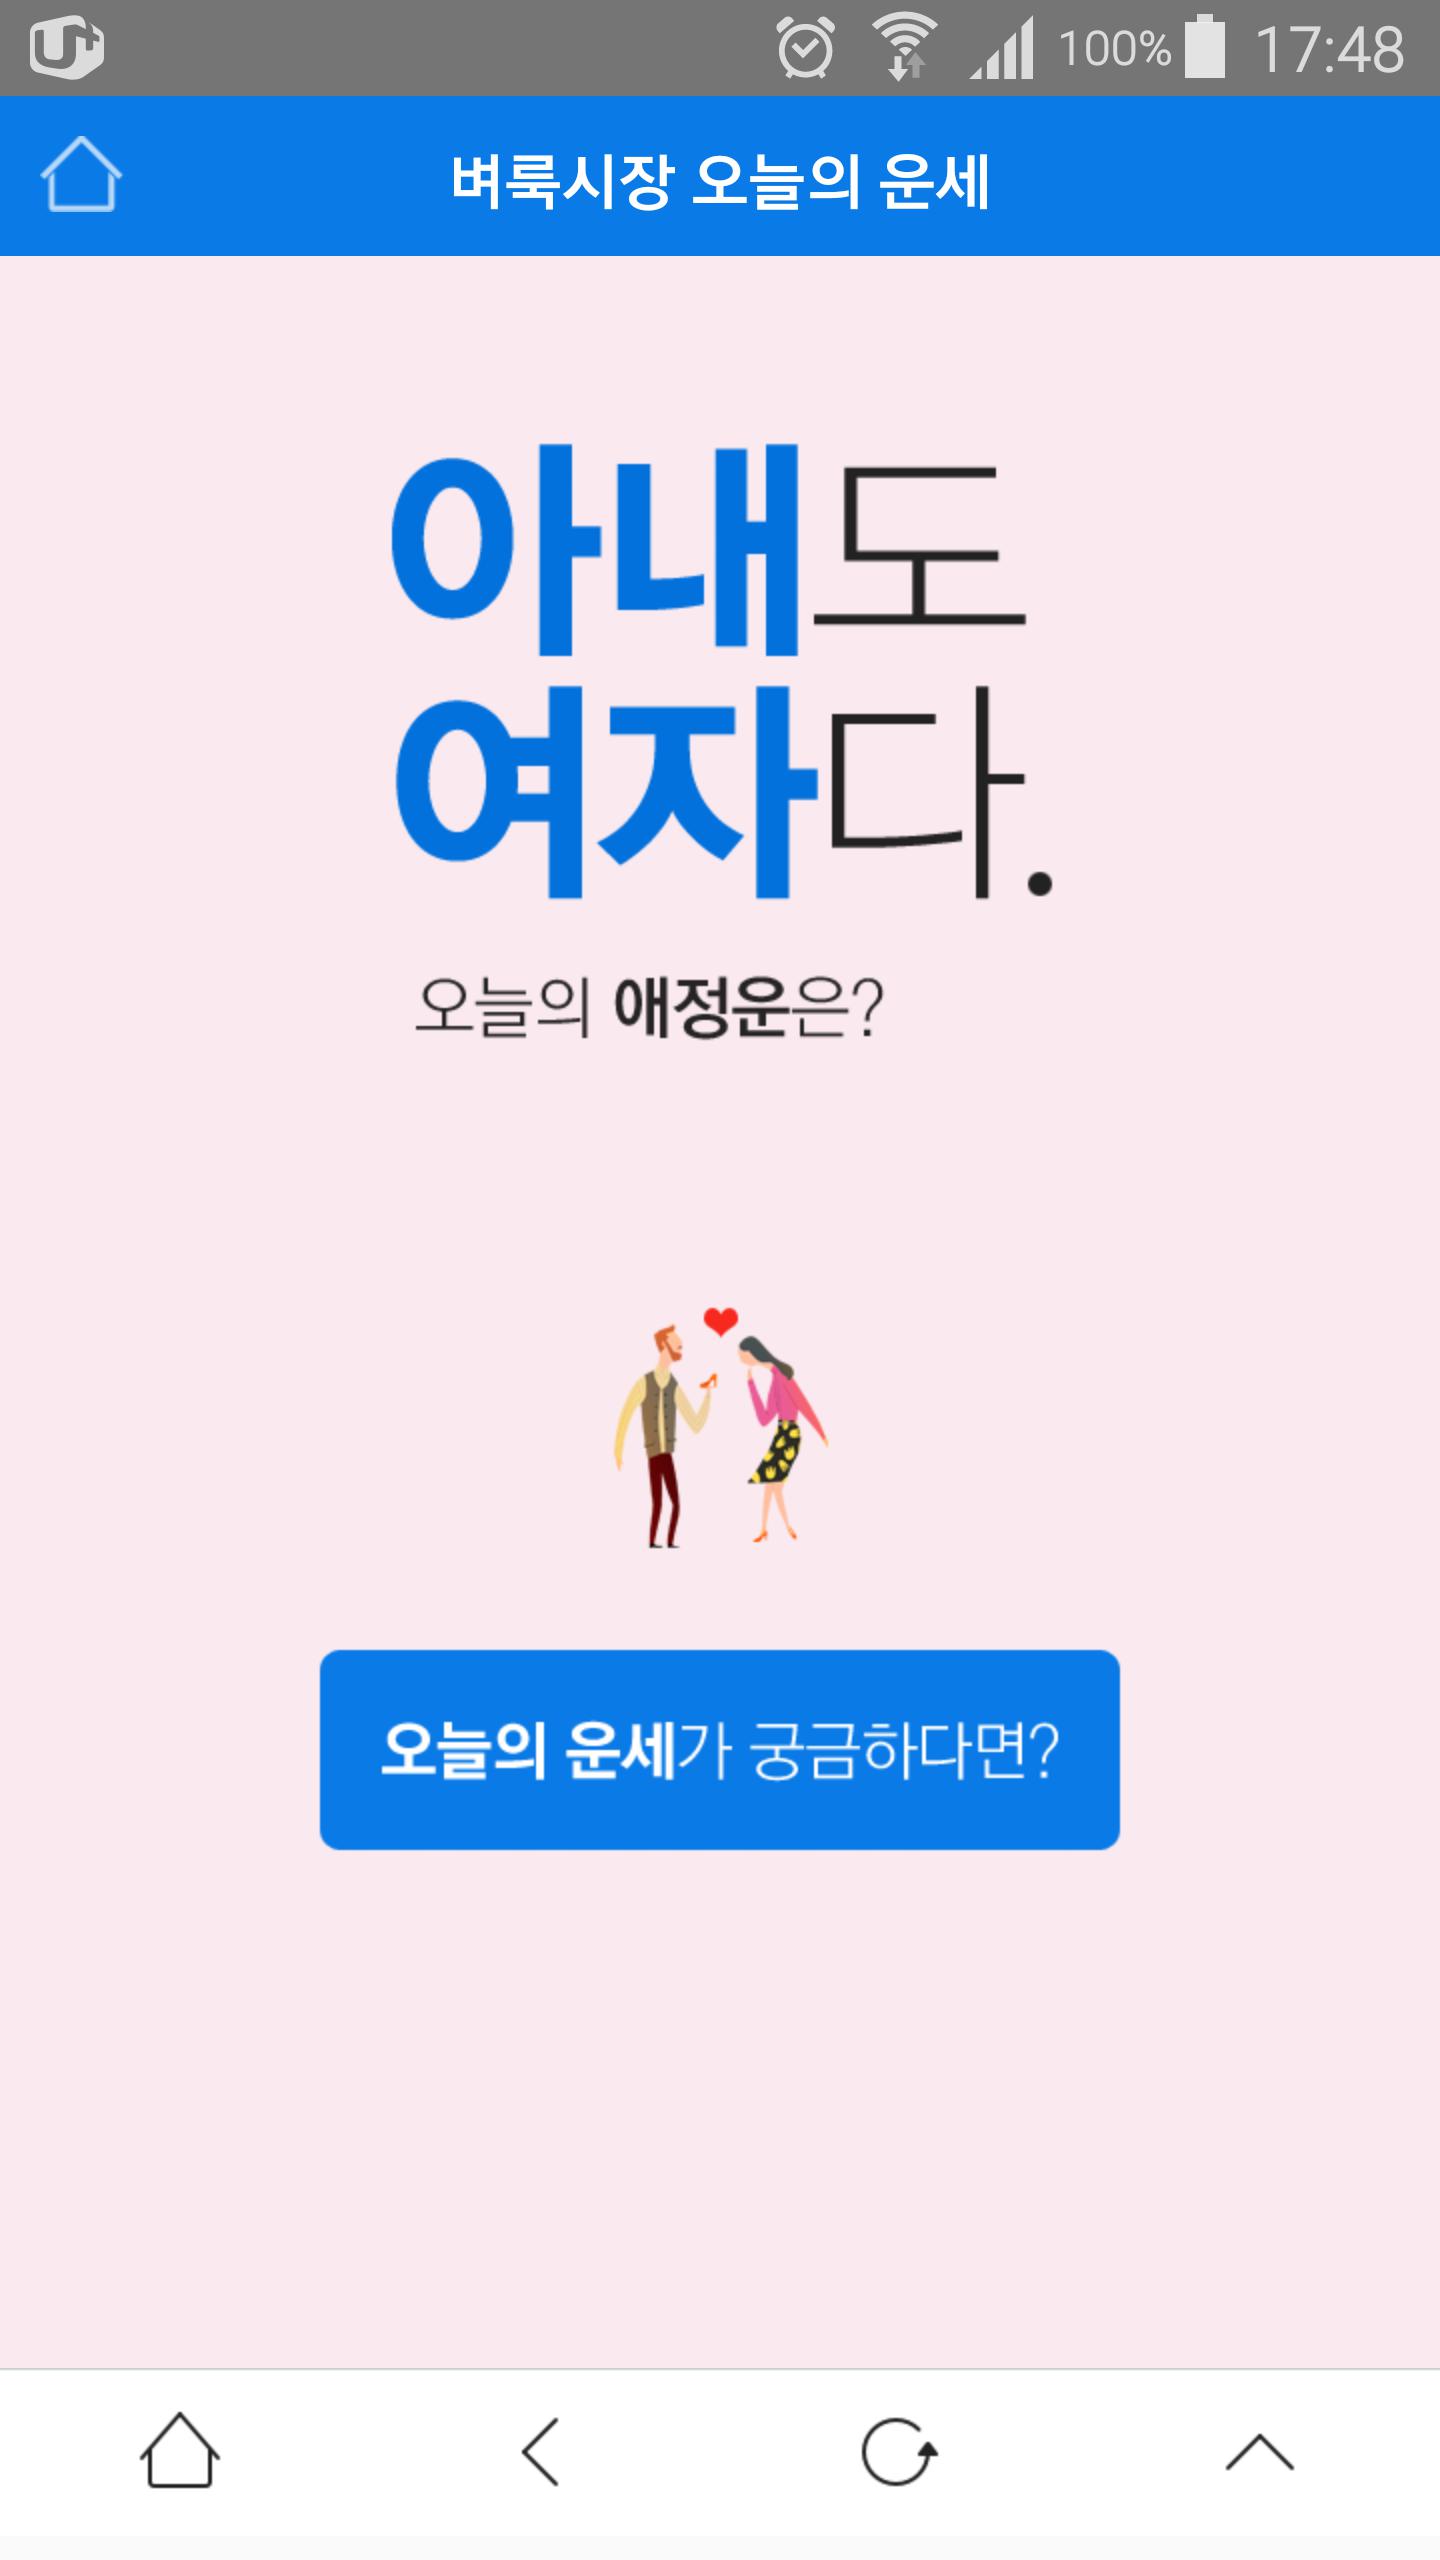 100% 17:48
벼룩시장 오늘의 운세
아내도
여자다.
오늘의 애정운은?
오늘의 운세가 궁금하다면?